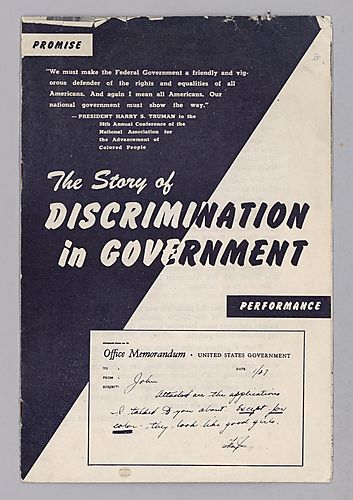 PROMISE
"We must make the Federal Government a friendly and vig-
orous defender of the rights and equalities of all
Americans. And again I mean all Americans. Our
national government must show the way."
—PRESIDENT HARRY S. TRUMAN to the
38th Annual Conference of the
National Association for
the Advancement of
Colored People
The Story of
DISCRIMINATION
in GOVERNMENT
PERFORMANCE
Office Memorandum • UNITED STATES GOVERNMENT
TO :
DATE:
FROM :
SUBJECT:
John
Attached are the applications
I talked to you about except for
color - they look like good girls.